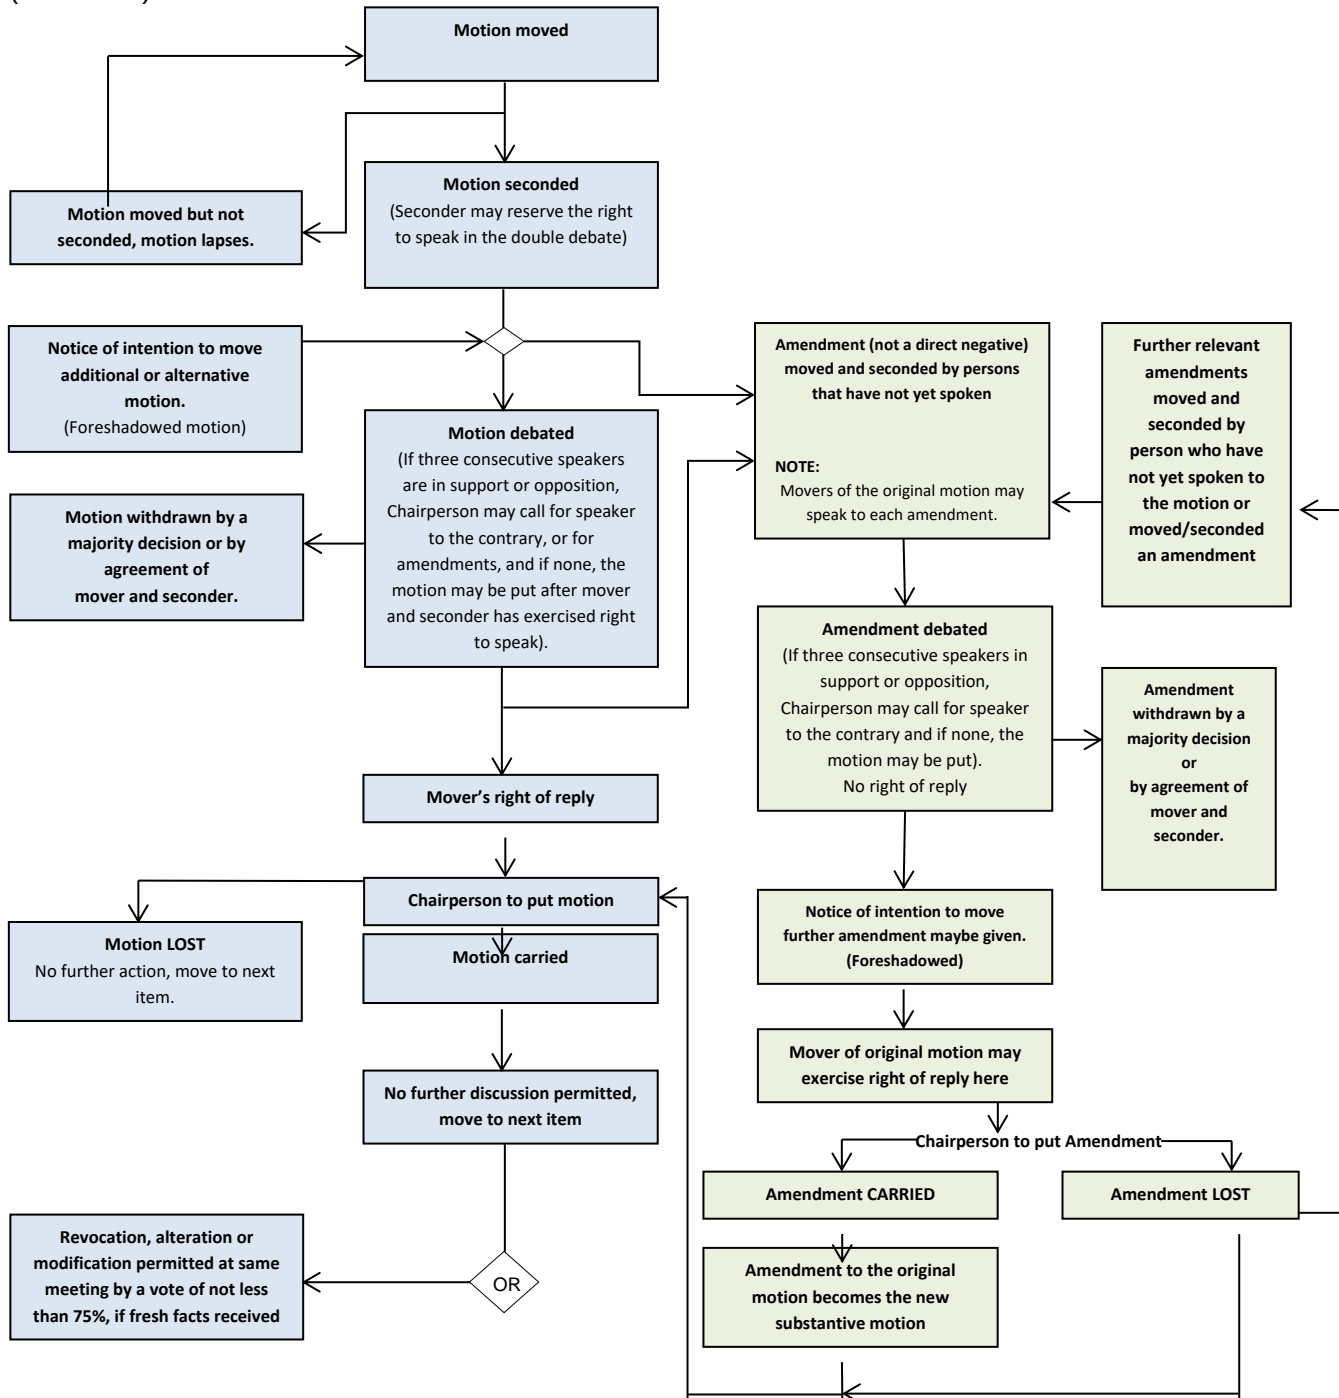 Motion moved
Motion moved but not
seconded, motion lapses.
Motion seconded
(Seconder may reserve the right
to speak in the double debate)
Notice of intention to move
additional or alternative
motion.
(Foreshadowed motion)
Motion withdrawn by a
majority decision or by
agreement of
mover and seconder.
Motion debated
(If three consecutive speakers
are in support or opposition,
Chairperson may call for speaker
to the contrary, or for
amendments, and if none, the
motion may be put after mover
and seconder has exercised right
to speak).
Mover's right of reply
Chairperson to put motion
Motion LOST
No further action, move to next
item.
Motion carried
No further discussion permitted,
move to next item
OR
Revocation, alteration or
modification permitted at same
meeting by a vote of not less
than 75%, if fresh facts received
Amendment (not a direct negative)
moved and seconded by persons
that have not yet spoken
NOTE:
Movers of the original motion may
speak to each amendment.
Further relevant
amendments
moved and
seconded by
person who have
not yet spoken to
the motion or
moved/seconded
an amendment
Amendment debated
(If three consecutive speakers in
support or opposition,
Chairperson may call for speaker
to the contrary and if none, the
motion may be put).
No right of reply
Amendment
withdrawn by a
majority decision
or
by agreement of
mover and
seconder.
Notice of intention to move
further amendment maybe given.
(Foreshadowed)
Mover of original motion may
exercise right of reply here
Chairperson to put Amendment
Amendment CARRIED
Amendment LOST
Amendment to the original
motion becomes the new
substantive motion